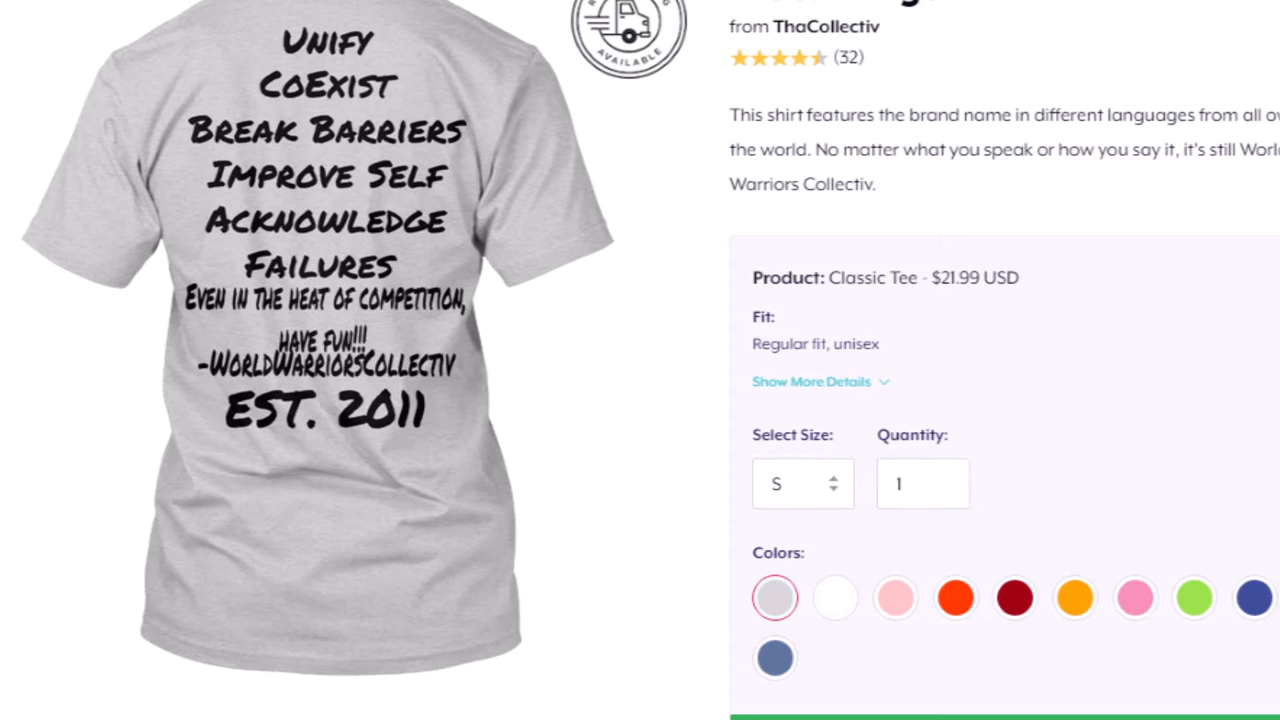 UNIFY
COEXIST
BREAK BARRIERS
IMPROVE SELF
ACKNOWLEDGE
FAILURES
EVEN IN THE HEAT OF COMPETITION,
HAVE FUN!!!
-WORLDWARRIORSCOLLECTIV
EST. 2011
AVAILABLE
from ThaCollectiv
(32)
This shirt features the brand name in different languages from all
the world. No matter what you speak or how you say it, it's still
Warriors Collectiv.
Product: Classic Tee - $21.99 USD
Fit:
Regular fit, unisex
Show More Details
Select Size: Quantity:
S 1
Colors: